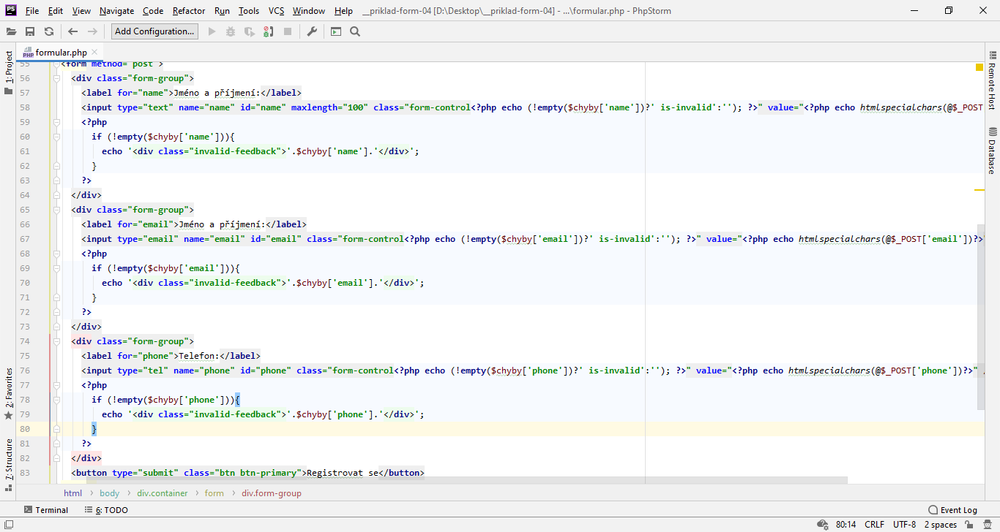 File Edit View Navigate Code Refactor Run Tools VCS Window Help __priklad-form-04 [D:\Desktop\__priklad-form-04] - ...\formular.php - PhpStorm
Add Configuration...
formular.php
1: Project
2: Favorites
7: Structure
Remote Host
Database
55 <form method="post">
56 <div class="form-group">
57 <label for="name">Jméno a příjmení:</label>
58 <input type="text" name="name" id="name" maxlength="100" class="form-control<?php echo (!empty($chyby['name'])?' is-invalid':''); ?>" value="<?php echo htmlspecialchars(@$_POST
59 <?php
60 if (!empty($chyby['name'])){
61 echo '<div class="invalid-feedback">'.$chyby['name'].'</div>';
62 }
63 ?>
64 </div>
65 <div class="form-group">
66 <label for="email">Jméno a příjmení:</label>
67 <input type="email" name="email" id="email" class="form-control<?php echo (!empty($chyby['email'])?' is-invalid':''); ?>" value="<?php echo htmlspecialchars(@$_POST['email'])?>"
68 <?php
69 if (!empty($chyby['email'])){
70 echo '<div class="invalid-feedback">'.$chyby['email'].'</div>';
71 }
72 ?>
73 </div>
74 <div class="form-group">
75 <label for="phone">Telefon:</label>
76 <input type="tel" name="phone" id="phone" class="form-control<?php echo (!empty($chyby['phone'])?' is-invalid':''); ?>" value="<?php echo htmlspecialchars(@$_POST['phone'])?>" /
77 <?php
78 if (!empty($chyby['phone'])){
79 echo '<div class="invalid-feedback">'.$chyby['phone'].'</div>';
80 }
81 ?>
82 </div>
83 <button type="submit" class="btn btn-primary">Registrovat se</button>
html › body › div.container › form › div.form-group
Terminal 6: TODO Event Log
80:14 CRLF UTF-8 2 spaces